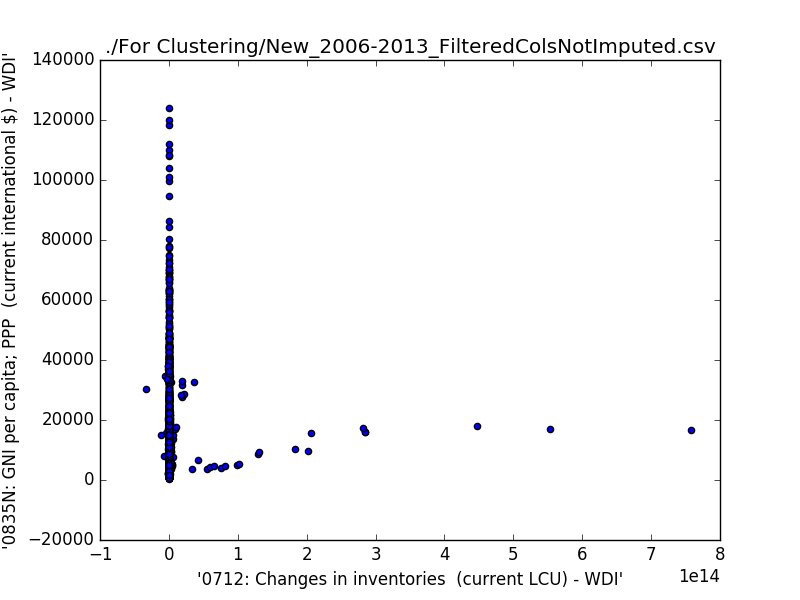 ./For Clustering/New_2006-2013_FilteredColsNotImputed.csv
'0835N: GNI per capita; PPP  (current international $) - WDI'
140000
120000
100000
80000
60000
40000
20000
0
−20000
−1 0 1 2 3 4 5 6 7 8
1e14
'0712: Changes in inventories  (current LCU) - WDI'